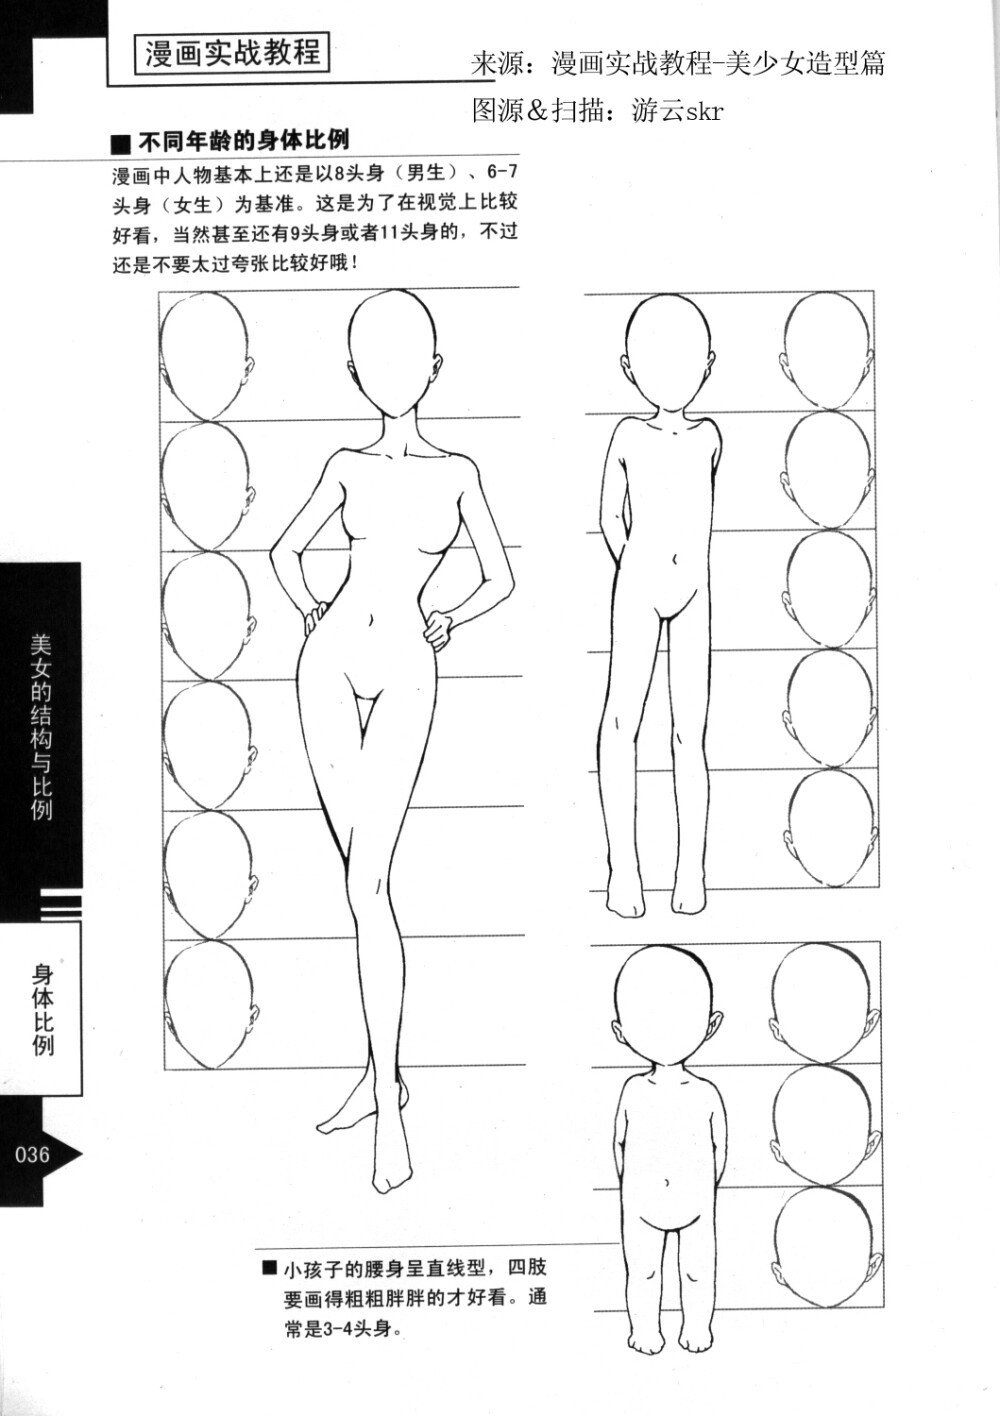 漫画实战教程
来源：漫画实战教程-美少女造型篇
图源＆扫描：游云skr
■ 不同年龄的身体比例
漫画中人物基本上还是以8头身（男生）、6-7
头身（女生）为基准。这是为了在视觉上比较
好看，当然甚至还有9头身或者11头身的，不过
还是不要太过夸张比较好哦！
美女的结构与比例
身体比例
036
■ 小孩子的腰身呈直线型，四肢
要画得粗粗胖胖的才好看。通
常是3-4头身。